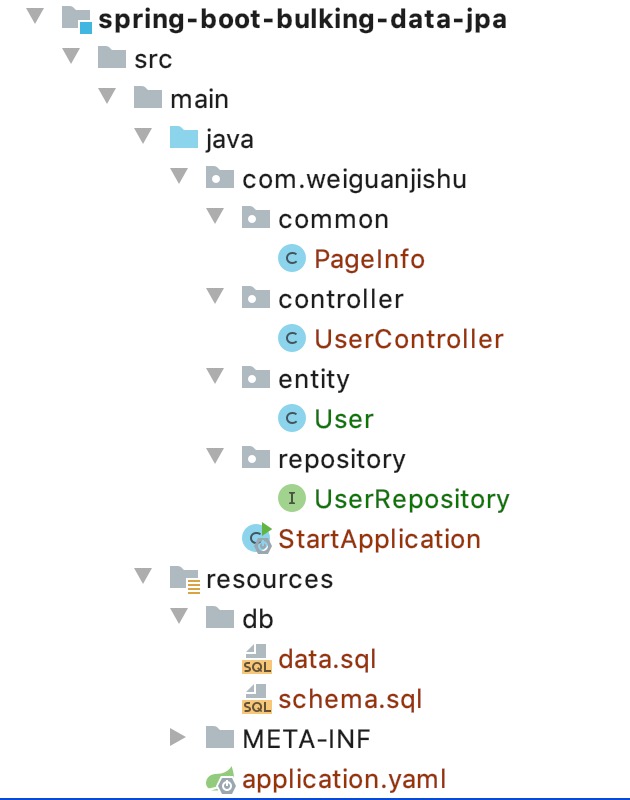 spring-boot-bulking-data-jpa
src
main
java
com.weiguanjishu
common
C PageInfo
controller
C UserController
entity
C User
repository
I UserRepository
C StartApplication
resources
db
SQL data.sql
SQL schema.sql
META-INF
application.yaml